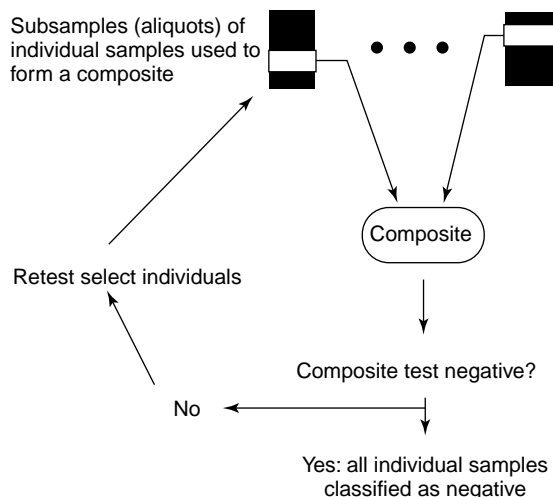 Subsamples (aliquots) of
individual samples used to
form a composite
Composite
Retest select individuals
Composite test negative?
No
Yes: all individual samples
classified as negative